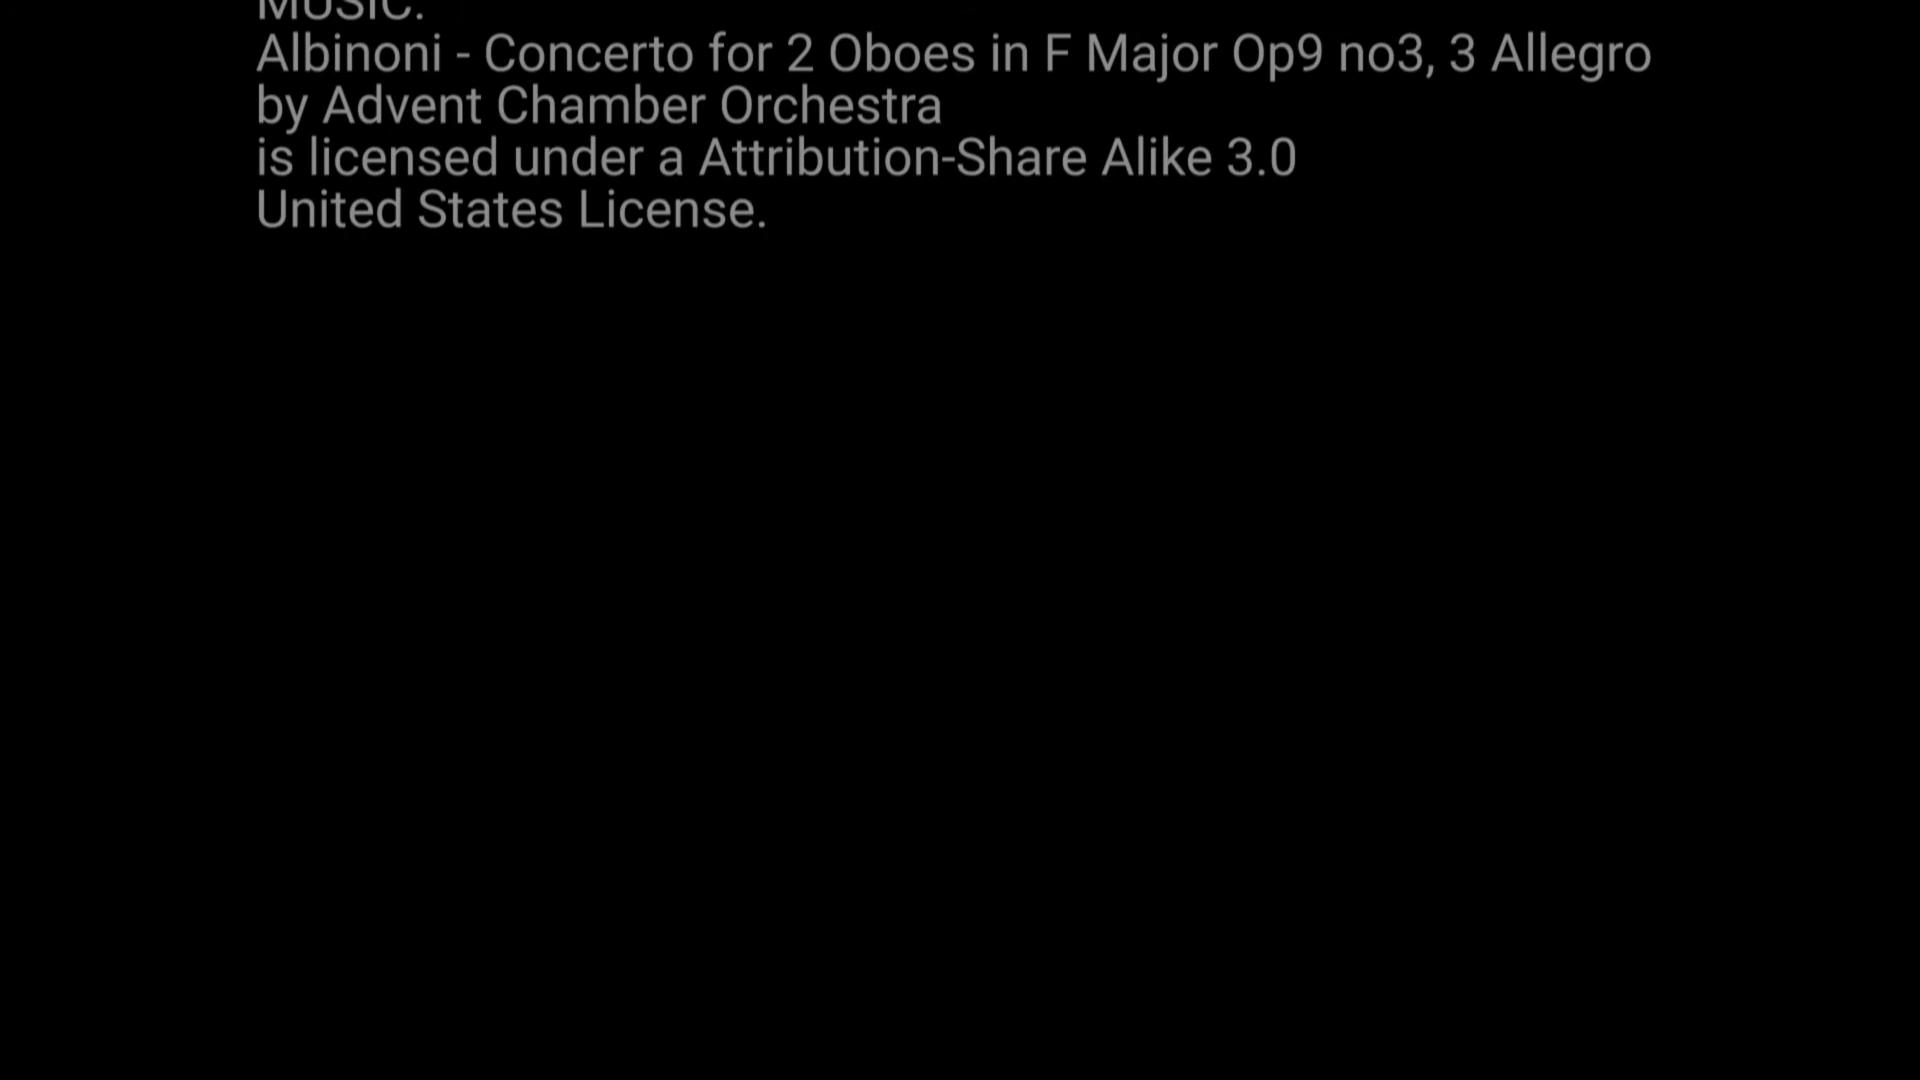 MUSIC.
Albinoni - Concerto for 2 Oboes in F Major Op9 no3, 3 Allegro
by Advent Chamber Orchestra
is licensed under a Attribution-Share Alike 3.0
United States License.